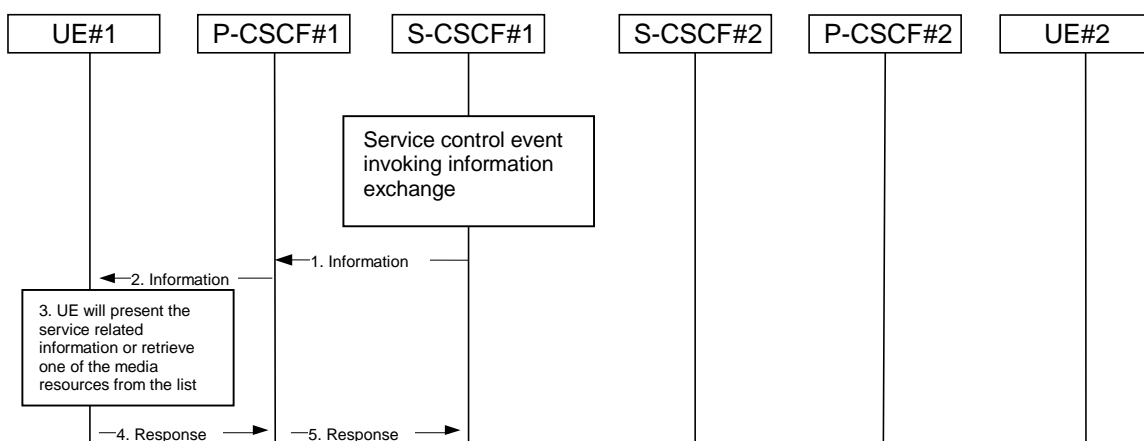 UE#1
P-CSCF#1
S-CSCF#1
S-CSCF#2
P-CSCF#2
UE#2
Service control event
invoking information
exchange
1. Information
2. Information
3. UE will present the
service related
information or retrieve
one of the media
resources from the list
4. Response
5. Response